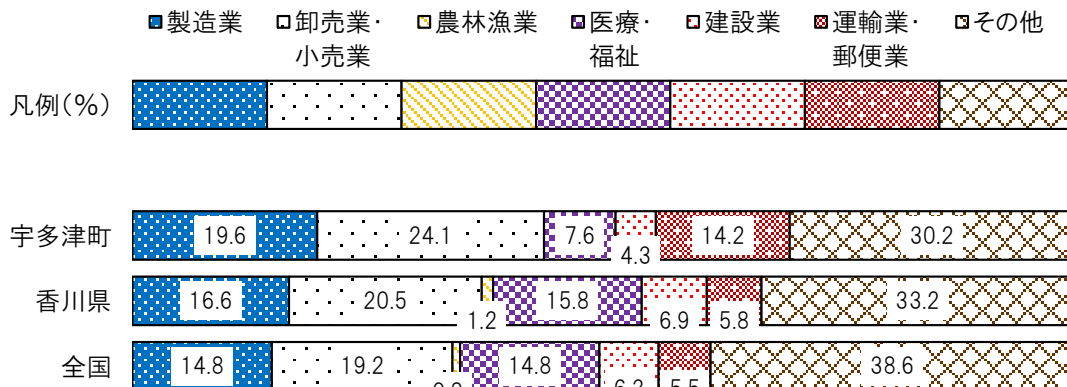 製造業 卸売業・ 農林漁業 医療・ 建設業 運輸業・ その他
小売業 福祉 郵便業
凡例(%)
宇多津町 19.6 24.1 7.6 4.3 14.2 30.2
香川県 16.6 20.5 1.2 15.8 6.9 5.8 33.2
全国 14.8 19.2 14.8 5.5 38.6